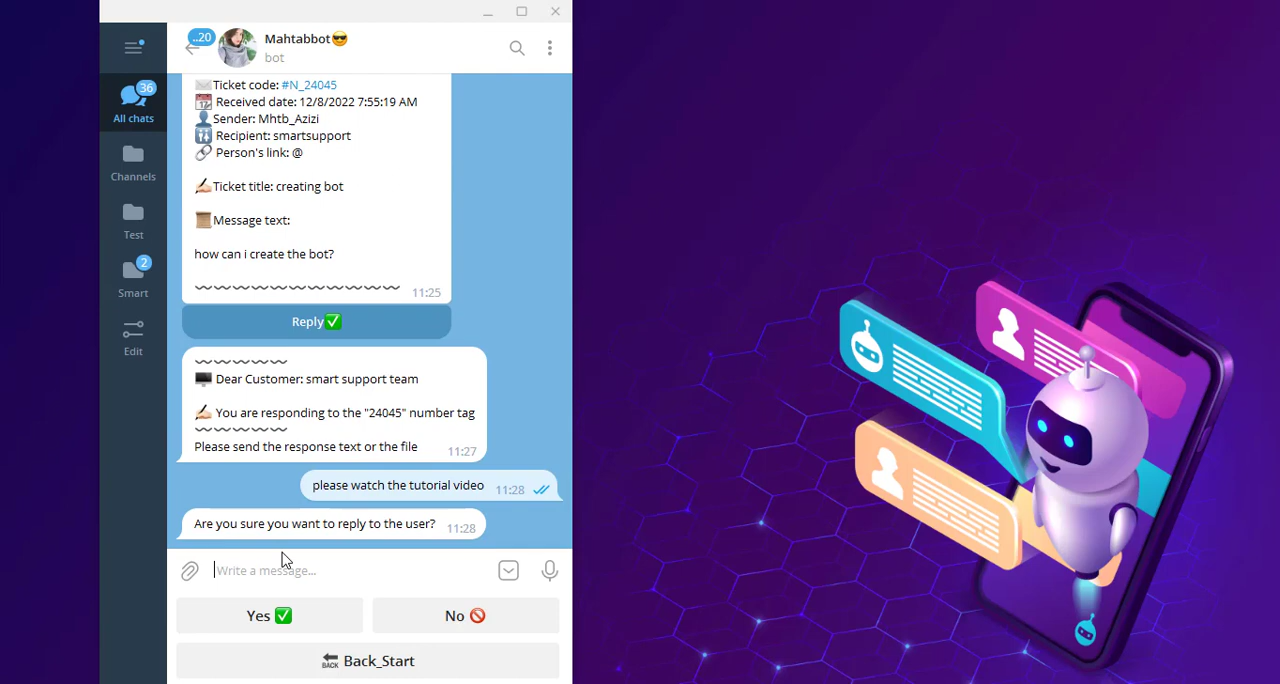 ..20
Mahtabbot😎
bot
36
All chats
Channels
Test
2
Smart
Edit
Ticket code: #N_24045
Received date: 12/8/2022 7:55:19 AM
Sender: Mhtb_Azizi
Recipient: smartsupport
Person's link: @
Ticket title: creating bot
Message text:
how can i create the bot?
11:25
Reply✅
Dear Customer: smart support team
You are responding to the "24045" number tag
Please send the response text or the file 11:27
please watch the tutorial video 11:28
Are you sure you want to reply to the user? 11:28
Write a message...
Yes ✅
No 🚫
BACK Back_Start